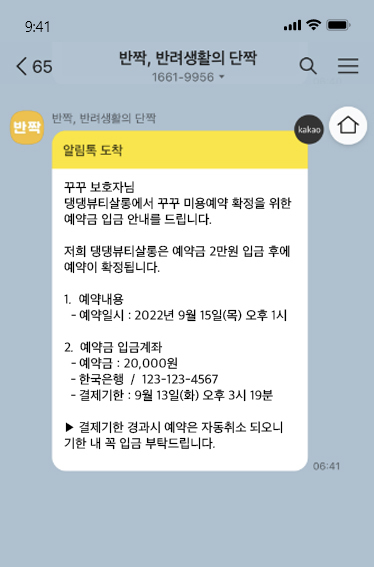 9:41
65
반짝, 반려생활의 단짝
1661-9956
반짝
반짝, 반려생활의 단짝
kakao
알림톡 도착
꾸꾸 보호자님
댕댕뷰티살롱에서 꾸꾸 미용예약 확정을 위한
예약금 입금 안내를 드립니다.
저희 댕댕뷰티살롱은 예약금 2만원 입금 후에
예약이 확정됩니다.
1. 예약내용
- 예약일시 : 2022년 9월 15일(목) 오후 1시
2. 예약금 입금계좌
- 예약금 : 20,000원
- 한국은행 / 123-123-4567
- 결제기한 : 9월 13일(화) 오후 3시 19분
▶ 결제기한 경과시 예약은 자동취소 되오니
기한 내 꼭 입금 부탁드립니다.
06:41